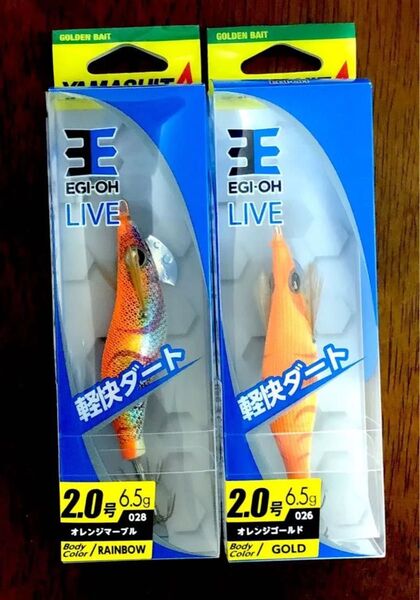 GOLDEN BAIT
YAMASHITA
王
EGI-OH
LIVE
軽快ダート
2.0号 6.5g
028
オレンジマーブル
Body Color / RAINBOW
GOLDEN BAIT
王
EGI-OH
LIVE
軽快ダート
2.0号 6.5g
026
オレンジゴールド
Body Color / GOLD